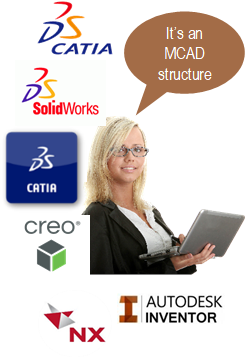 CATIA
It's an
MCAD
structure
SolidWorks
CATIA
creo®
NX
AUTODESK
INVENTOR